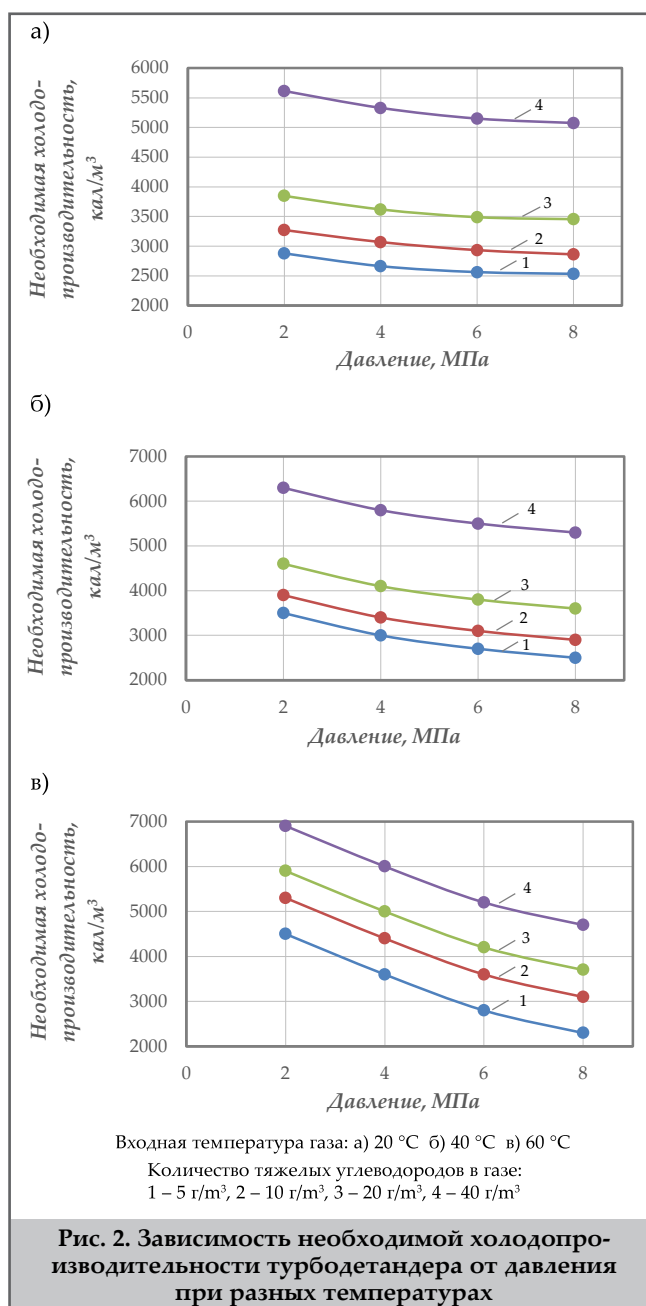 а)
Необходимая холодо-
производительность,
кал/м³
6000
5500
5000
4500
4000
3500
3000
2500
2000
4
3
2
1
0 2 4 6 8
Давление, МПа
б)
Необходимая холодо-
производительность,
кал/м³
7000
6000
5000
4000
3000
2000
4
3
2
1
0 2 4 6 8
Давление, МПа
в)
Необходимая холодо-
производительность,
кал/м³
7000
6000
5000
4000
3000
2000
4
3
2
1
0 2 4 6 8
Давление, МПа
Входная температура газа: а) 20 °C б) 40 °C в) 60 °C
Количество тяжелых углеводородов в газе:
1 – 5 г/m³, 2 – 10 г/m³, 3 – 20 г/m³, 4 – 40 г/m³
Рис. 2. Зависимость необходимой холодопро-
изводительности турбодетандера от давления
при разных температурах